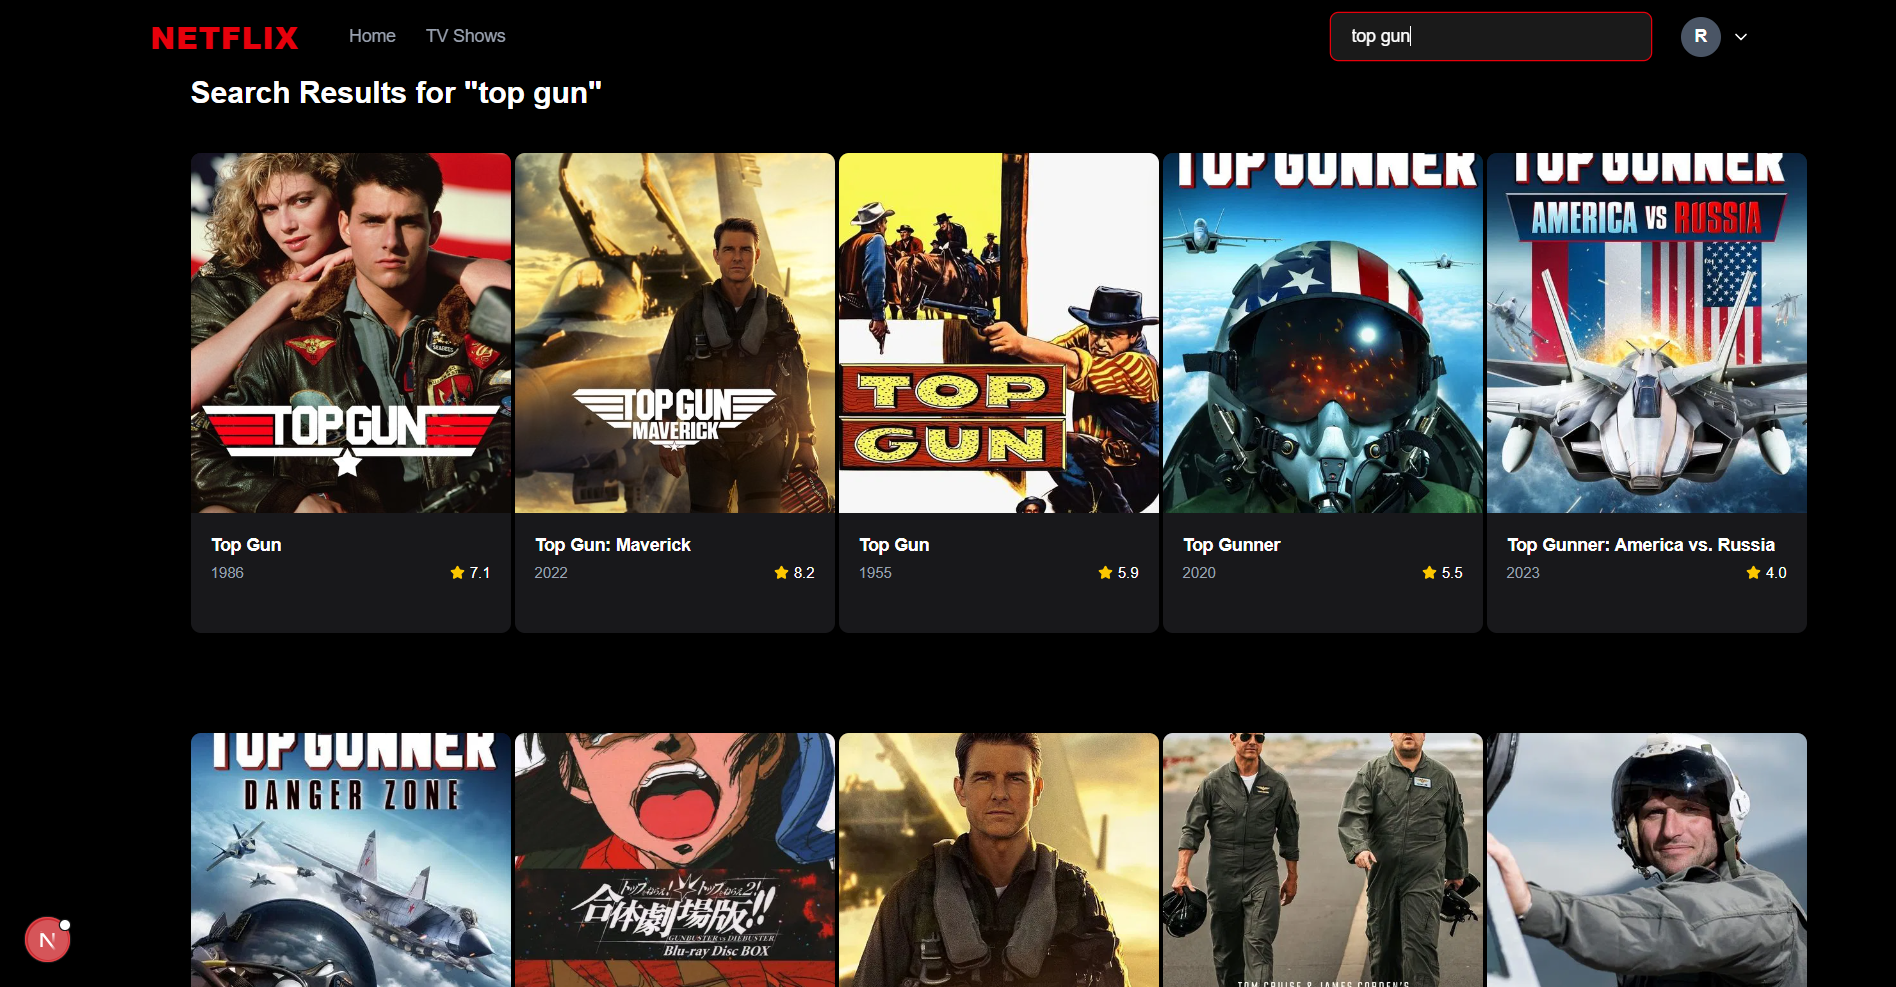 NETFLIX
Home
TV Shows
top gun
R
Search Results for "top gun"
TOP GUN
TOP GUN
MAVERICK
TOP
GUN
TOP GUNNER
TOP GUNNER
AMERICA VS RUSSIA
Top Gun
1986
7.1
Top Gun: Maverick
2022
8.2
Top Gun
1955
5.9
Top Gunner
2020
5.5
Top Gunner: America vs. Russia
2023
4.0
TOP GUNNER
DANGER ZONE
トップをねらえ! トップをねらえ2!
合体劇場版!!
GUNBUSTER vs DIEBUSTER
Blu-ray Disc BOX
TOM CRUISE & JAMES CORDEN'S
N